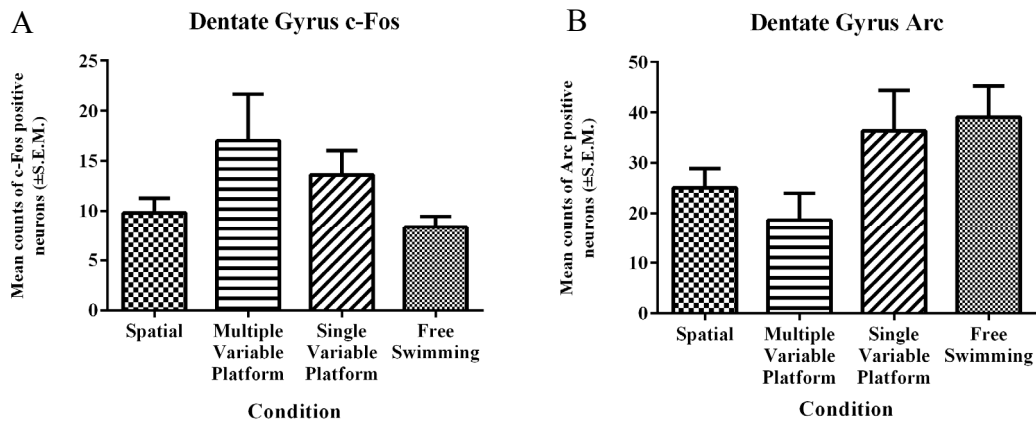 A
Dentate Gyrus c-Fos
Mean counts of c-Fos positive
neurons (±S.E.M.)
25
20
15
10
5
0
Spatial
Multiple
Variable
Platform
Single
Variable
Platform
Free
Swimming
Condition
B
Dentate Gyrus Arc
Mean counts of Arc positive
neurons (±S.E.M.)
50
40
30
20
10
0
Spatial
Multiple
Variable
Platform
Single
Variable
Platform
Free
Swimming
Condition